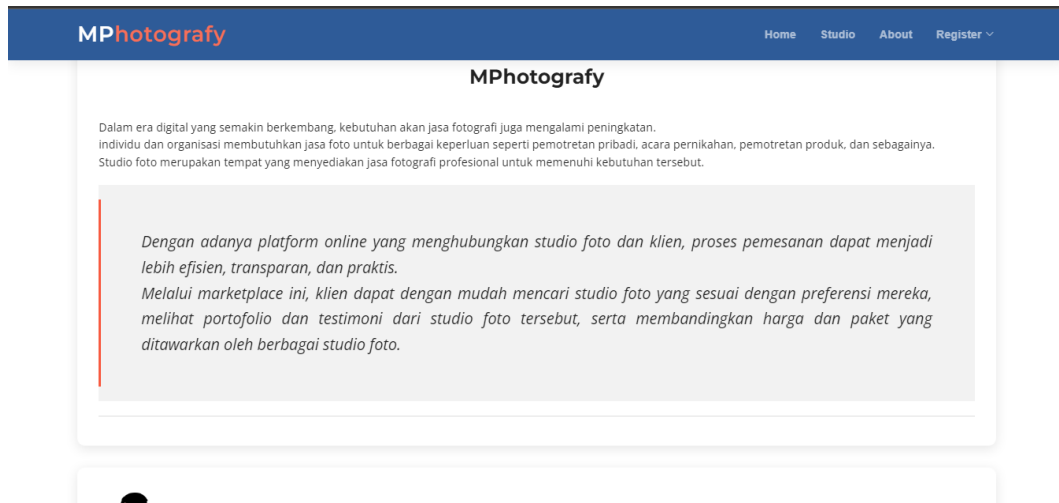 MPhotografy
Home Studio About Register
MPhotografy
Dalam era digital yang semakin berkembang, kebutuhan akan jasa fotografi juga mengalami peningkatan.
individu dan organisasi membutuhkan jasa foto untuk berbagai keperluan seperti pemotretan pribadi, acara pernikahan, pemotretan produk, dan sebagainya.
Studio foto merupakan tempat yang menyediakan jasa fotografi profesional untuk memenuhi kebutuhan tersebut.
Dengan adanya platform online yang menghubungkan studio foto dan klien, proses pemesanan dapat menjadi
lebih efisien, transparan, dan praktis.
Melalui marketplace ini, klien dapat dengan mudah mencari studio foto yang sesuai dengan preferensi mereka,
melihat portofolio dan testimoni dari studio foto tersebut, serta membandingkan harga dan paket yang
ditawarkan oleh berbagai studio foto.